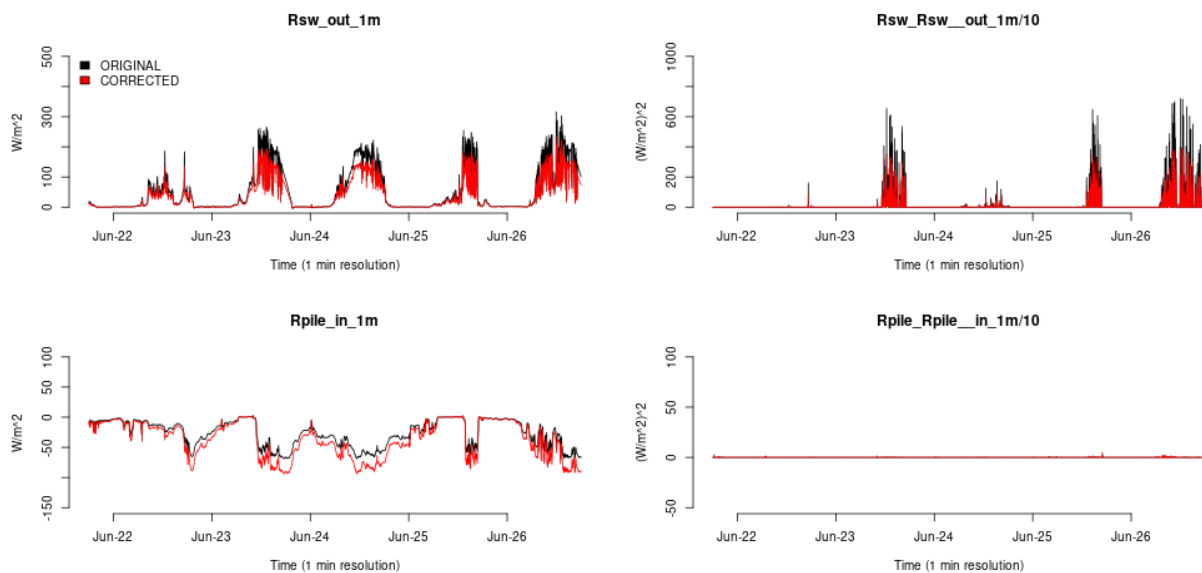 Rsw_out_1m
W/m^2
500
300
100
0
ORIGINAL
CORRECTED
Jun-22 Jun-23 Jun-24 Jun-25 Jun-26
Time (1 min resolution)
Rsw_Rsw__out_1m/10
(W/m^2)^2
1000
600
200
0
Jun-22 Jun-23 Jun-24 Jun-25 Jun-26
Time (1 min resolution)
Rpile_in_1m
W/m^2
100
50
0
-50
-150
Jun-22 Jun-23 Jun-24 Jun-25 Jun-26
Time (1 min resolution)
Rpile_Rpile__in_1m/10
(W/m^2)^2
100
50
0
-50
Jun-22 Jun-23 Jun-24 Jun-25 Jun-26
Time (1 min resolution)